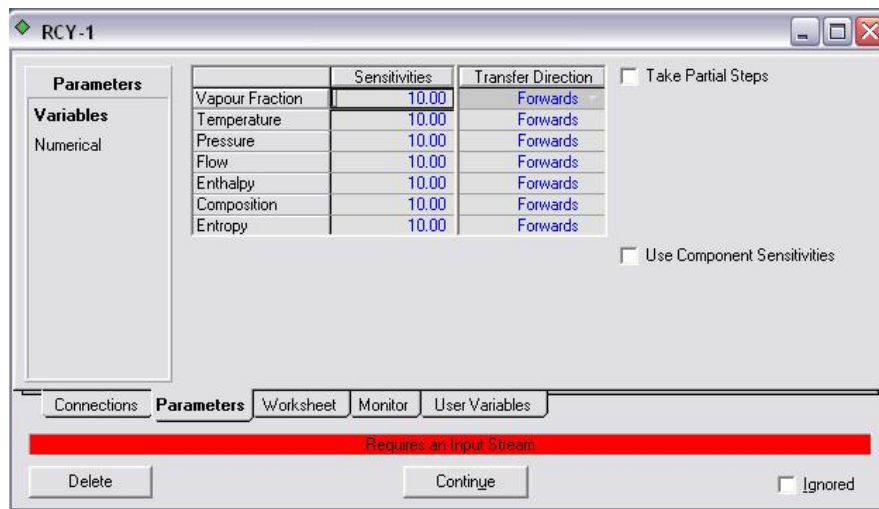 RCY-1
Parameters
Variables
Numerical
Sensitivities Transfer Direction
Vapour Fraction 10.00 Forwards
Temperature 10.00 Forwards
Pressure 10.00 Forwards
Flow 10.00 Forwards
Enthalpy 10.00 Forwards
Composition 10.00 Forwards
Entropy 10.00 Forwards
Take Partial Steps
Use Component Sensitivities
Connections Parameters Worksheet Monitor User Variables
Requires an Input Stream
Delete Continue Ignored